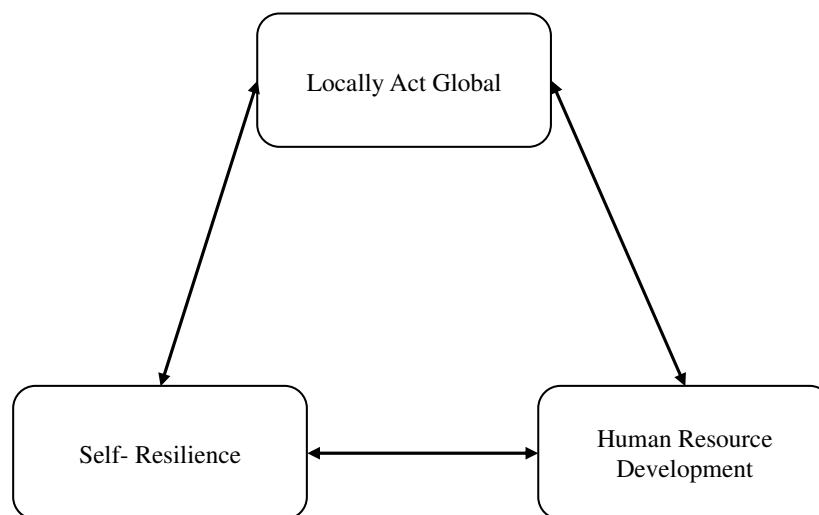 Locally Act Global
Self- Resilience
Human Resource
Development